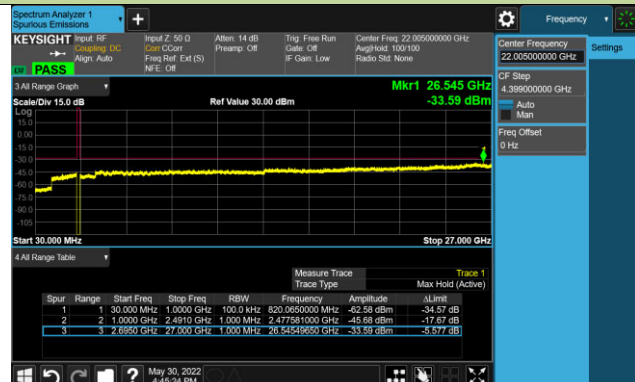 Spectrum Analyzer 1
Spurious Emissions
+
Frequency
KEYSIGHT Input: RF Input Z: 50 Ω Atten: 14 dB Trig: Free Run Center Freq: 22.005000000 GHz
Coupling: DC Corr CCorr Preamp: Off Gate: Off Avg|Hold: 100/100
Align: Auto Freq Ref: Ext (S) IF Gain: Low Radio Std: None
NFE: Off
PASS
Center Frequency
22.005000000 GHz
Settings
CF Step
4.399000000 GHz
Auto
Man
Freq Offset
0 Hz
3 All Range Graph
Mkr1 26.545 GHz
Scale/Div 15.0 dB Ref Value 30.00 dBm -33.59 dBm
Log
15.0
0.00
-15.0
-30.0
-45.0
-60.0
-75.0
-90.0
-105
1
Start 30.000 MHz Stop 27.000 GHz
4 All Range Table
Measure Trace Trace 1
Trace Type Max Hold (Active)
Spur Range Start Freq Stop Freq RBW Frequency Amplitude ΔLimit
1 1 30.000 MHz 1.0000 GHz 100.0 kHz 820.0650000 MHz -62.58 dBm -34.57 dB
2 2 1.0000 GHz 2.4910 GHz 1.000 MHz 2.477581000 GHz -45.68 dBm -17.67 dB
3 3 2.6950 GHz 27.000 GHz 1.000 MHz 26.54549650 GHz -33.59 dBm -5.577 dB
?
May 30, 2022
4:45:24 PM